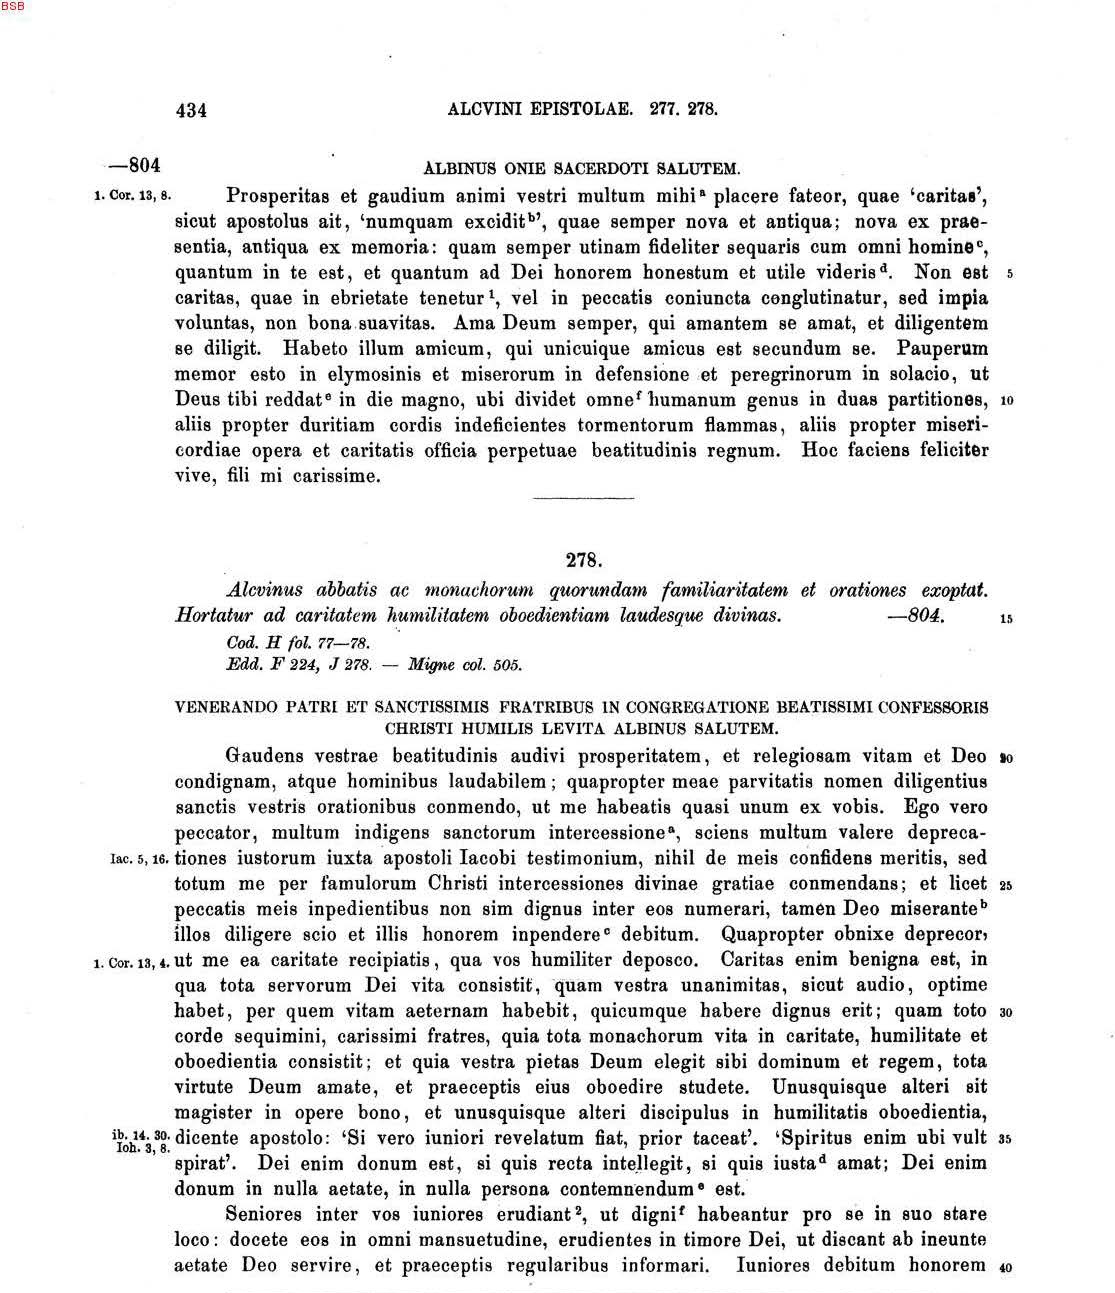 BSB
434 ALCVINI EPISTOLAE. 277. 278.
—804 ALBINUS ONIE SACERDOTI SALUTEM.
1. Cor. 13, 8. Prosperitas et gaudium animi vestri multum mihi ᵃ placere fateor, quae ‘caritas’,
sicut apostolus ait, ‘numquam excidit ᵇ’, quae semper nova et antiqua; nova ex prae-
sentia, antiqua ex memoria: quam semper utinam fideliter sequaris cum omni homine ᶜ,
quantum in te est, et quantum ad Dei honorem honestum et utile videris ᵈ. Non est 5
caritas, quae in ebrietate tenetur ¹, vel in peccatis coniuncta conglutinatur, sed impia
voluntas, non bona suavitas. Ama Deum semper, qui amantem se amat, et diligentem
se diligit. Habeto illum amicum, qui unicuique amicus est secundum se. Pauperum
memor esto in elymosinis et miserorum in defensione et peregrinorum in solacio, ut
Deus tibi reddat ᵉ in die magno, ubi dividet omne ᶠ humanum genus in duas partitiones, 10
aliis propter duritiam cordis indeficientes tormentorum flammas, aliis propter miseri-
cordiae opera et caritatis officia perpetuae beatitudinis regnum. Hoc faciens feliciter
vive, fili mi carissime.
278.
Alcvinus abbatis ac monachorum quorundam familiaritatem et orationes exoptat.
Hortatur ad caritatem humilitatem oboedientiam laudesque divinas. —804. 15
Cod. H fol. 77—78.
Edd. F 224, J 278. — Migne col. 505.
VENERANDO PATRI ET SANCTISSIMIS FRATRIBUS IN CONGREGATIONE BEATISSIMI CONFESSORIS
CHRISTI HUMILIS LEVITA ALBINUS SALUTEM.
Gaudens vestrae beatitudinis audivi prosperitatem, et relegiosam vitam et Deo 20
condignam, atque hominibus laudabilem; quapropter meae parvitatis nomen diligentius
sanctis vestris orationibus conmendo, ut me habeatis quasi unum ex vobis. Ego vero
peccator, multum indigens sanctorum intercessione ᵃ, sciens multum valere depreca-
Iac. 5, 16. tiones iustorum iuxta apostoli Iacobi testimonium, nihil de meis confidens meritis, sed
totum me per famulorum Christi intercessiones divinae gratiae conmendans; et licet 25
peccatis meis inpedientibus non sim dignus inter eos numerari, tamen Deo miserante ᵇ
illos diligere scio et illis honorem inpendere ᶜ debitum. Quapropter obnixe deprecor,
1. Cor. 13, 4. ut me ea caritate recipiatis, qua vos humiliter deposco. Caritas enim benigna est, in
qua tota servorum Dei vita consistit, quam vestra unanimitas, sicut audio, optime
habet, per quem vitam aeternam habebit, quicumque habere dignus erit; quam toto 30
corde sequimini, carissimi fratres, quia tota monachorum vita in caritate, humilitate et
oboedientia consistit; et quia vestra pietas Deum elegit sibi dominum et regem, tota
virtute Deum amate, et praeceptis eius oboedire studete. Unusquisque alteri sit
magister in opere bono, et unusquisque alteri discipulus in humilitatis oboedientia,
ib. 14. 30. dicente apostolo: ‘Si vero iuniori revelatum fiat, prior taceat’. ‘Spiritus enim ubi vult 35
Ioh. 3, 8. spirat’. Dei enim donum est, si quis recta intellegit, si quis iusta ᵈ amat; Dei enim
donum in nulla aetate, in nulla persona contemnendum ᵉ est.
Seniores inter vos iuniores erudiant ², ut digni ᶠ habeantur pro se in suo stare
loco: docete eos in omni mansuetudine, erudientes in timore Dei, ut discant ab ineunte
aetate Deo servire, et praeceptis regularibus informari. Iuniores debitum honorem 40